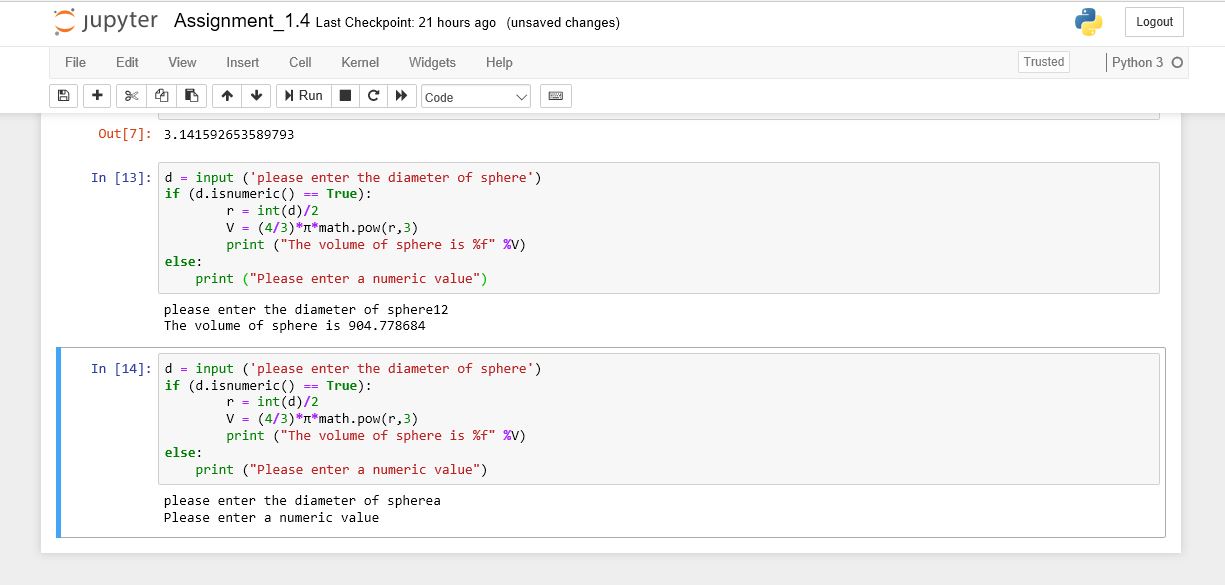 jupyter Assignment_1.4 Last Checkpoint: 21 hours ago (unsaved changes) Logout
File Edit View Insert Cell Kernel Widgets Help Trusted Python 3
Run Code
Out[7]: 3.141592653589793
In [13]: d = input ('please enter the diameter of sphere')
if (d.isnumeric() == True):
        r = int(d)/2
        V = (4/3)*π*math.pow(r,3)
        print ("The volume of sphere is %f" %V)
else:
    print ("Please enter a numeric value")
please enter the diameter of sphere12
The volume of sphere is 904.778684
In [14]: d = input ('please enter the diameter of sphere')
if (d.isnumeric() == True):
        r = int(d)/2
        V = (4/3)*π*math.pow(r,3)
        print ("The volume of sphere is %f" %V)
else:
    print ("Please enter a numeric value")
please enter the diameter of spherea
Please enter a numeric value